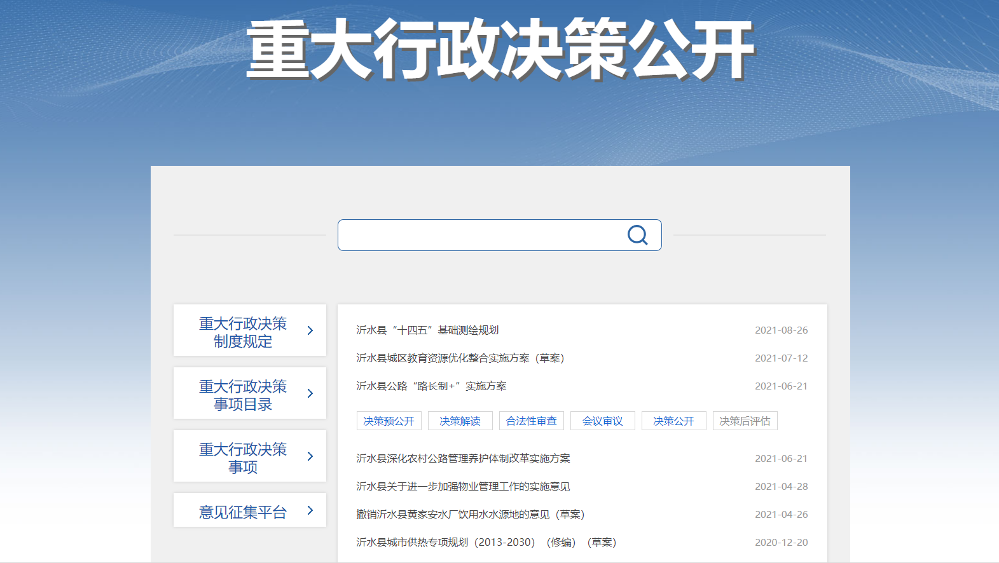 重大行政决策公开
重大行政决策
制度规定
重大行政决策
事项目录
重大行政决策
事项
意见征集平台
沂水县“十四五”基础测绘规划 2021-08-26
沂水县城区教育资源优化整合实施方案（草案） 2021-07-12
沂水县公路“路长制+”实施方案 2021-06-21
决策预公开 决策解读 合法性审查 会议审议 决策公开 决策后评估
沂水县深化农村公路管理养护体制改革实施方案 2021-06-21
沂水县关于进一步加强物业管理工作的实施意见 2021-04-28
撤销沂水县黄家安水厂饮用水水源地的意见（草案） 2021-04-26
沂水县城市供热专项规划（2013-2030）（修编）（草案） 2020-12-20